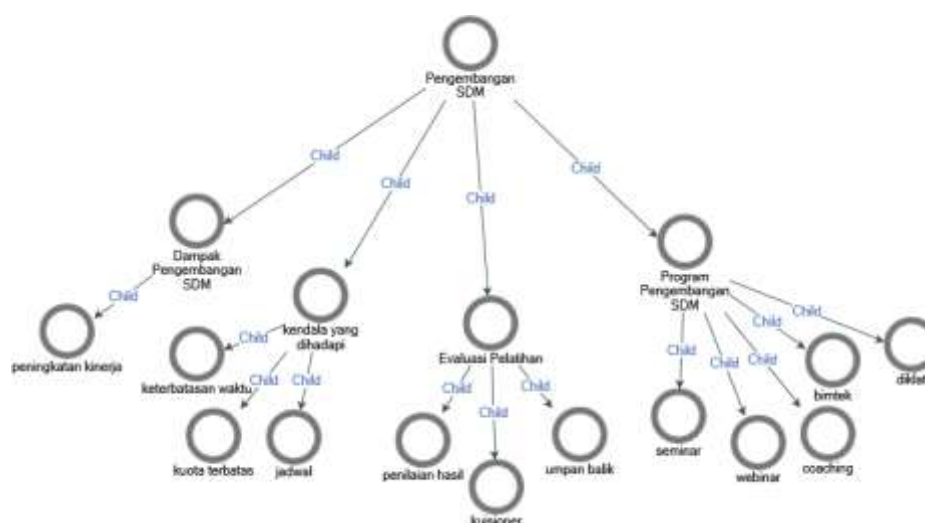 Pengembangan
SDM
Child
Child
Child
Child
Dampak
Pengembangan
SDM
Program
Pengembangan
SDM
Child
peningkatan kinerja
kendala yang
dihadapi
Child
keterbatasan waktu
Child
Child
kuota terbatas
jadwal
Evaluasi Pelatihan
Child
Child
Child
penilaian hasil
kuesioner
umpan balik
Child
Child
Child
Child
Child
seminar
webinar
coaching
bimtek
diklat